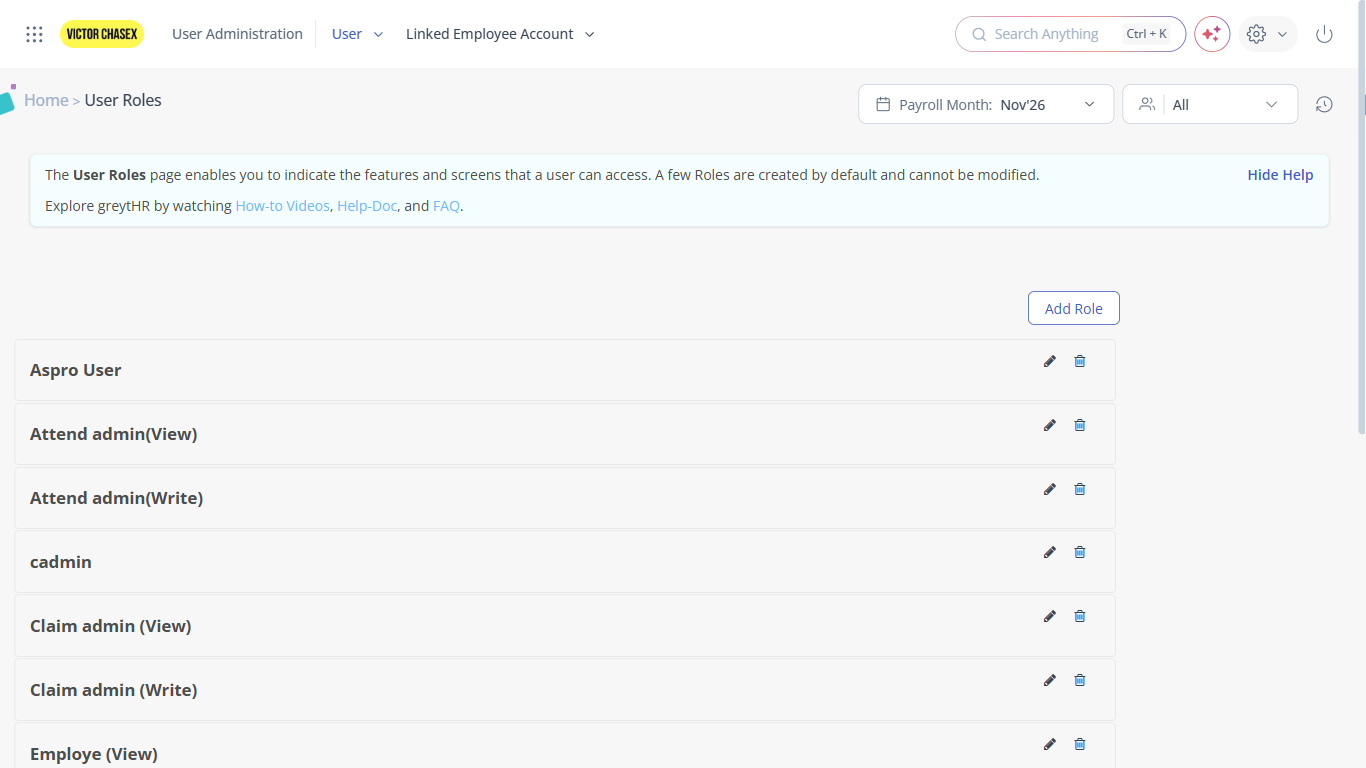 VICTOR CHASEX
User Administration
User
Linked Employee Account
Search Anything
Ctrl + K
Home > User Roles
Payroll Month: Nov'26
All
The User Roles page enables you to indicate the features and screens that a user can access. A few Roles are created by default and cannot be modified.
Hide Help
Explore greytHR by watching How-to Videos, Help-Doc, and FAQ.
Add Role
Aspro User
Attend admin(View)
Attend admin(Write)
cadmin
Claim admin (View)
Claim admin (Write)
Employe (View)